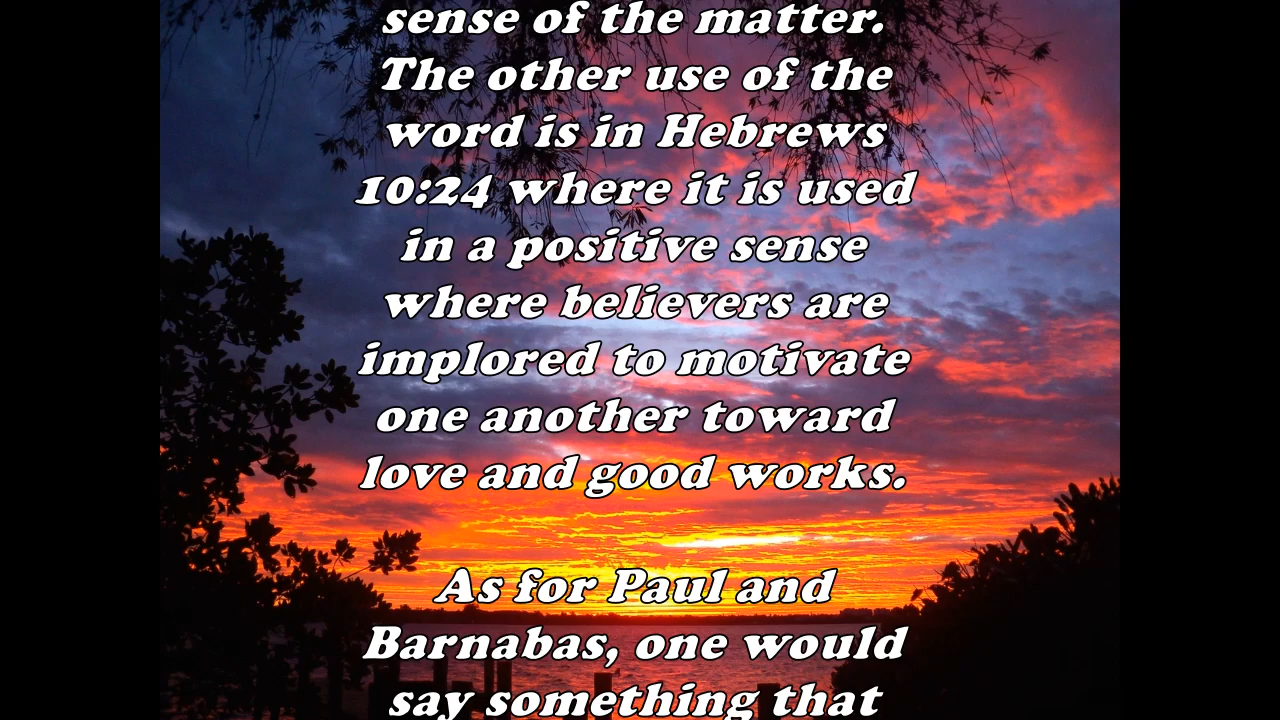 sense of the matter.
The other use of the
word is in Hebrews
10:24 where it is used
in a positive sense
where believers are
implored to motivate
one another toward
love and good works.
As for Paul and
Barnabas, one would
say something that